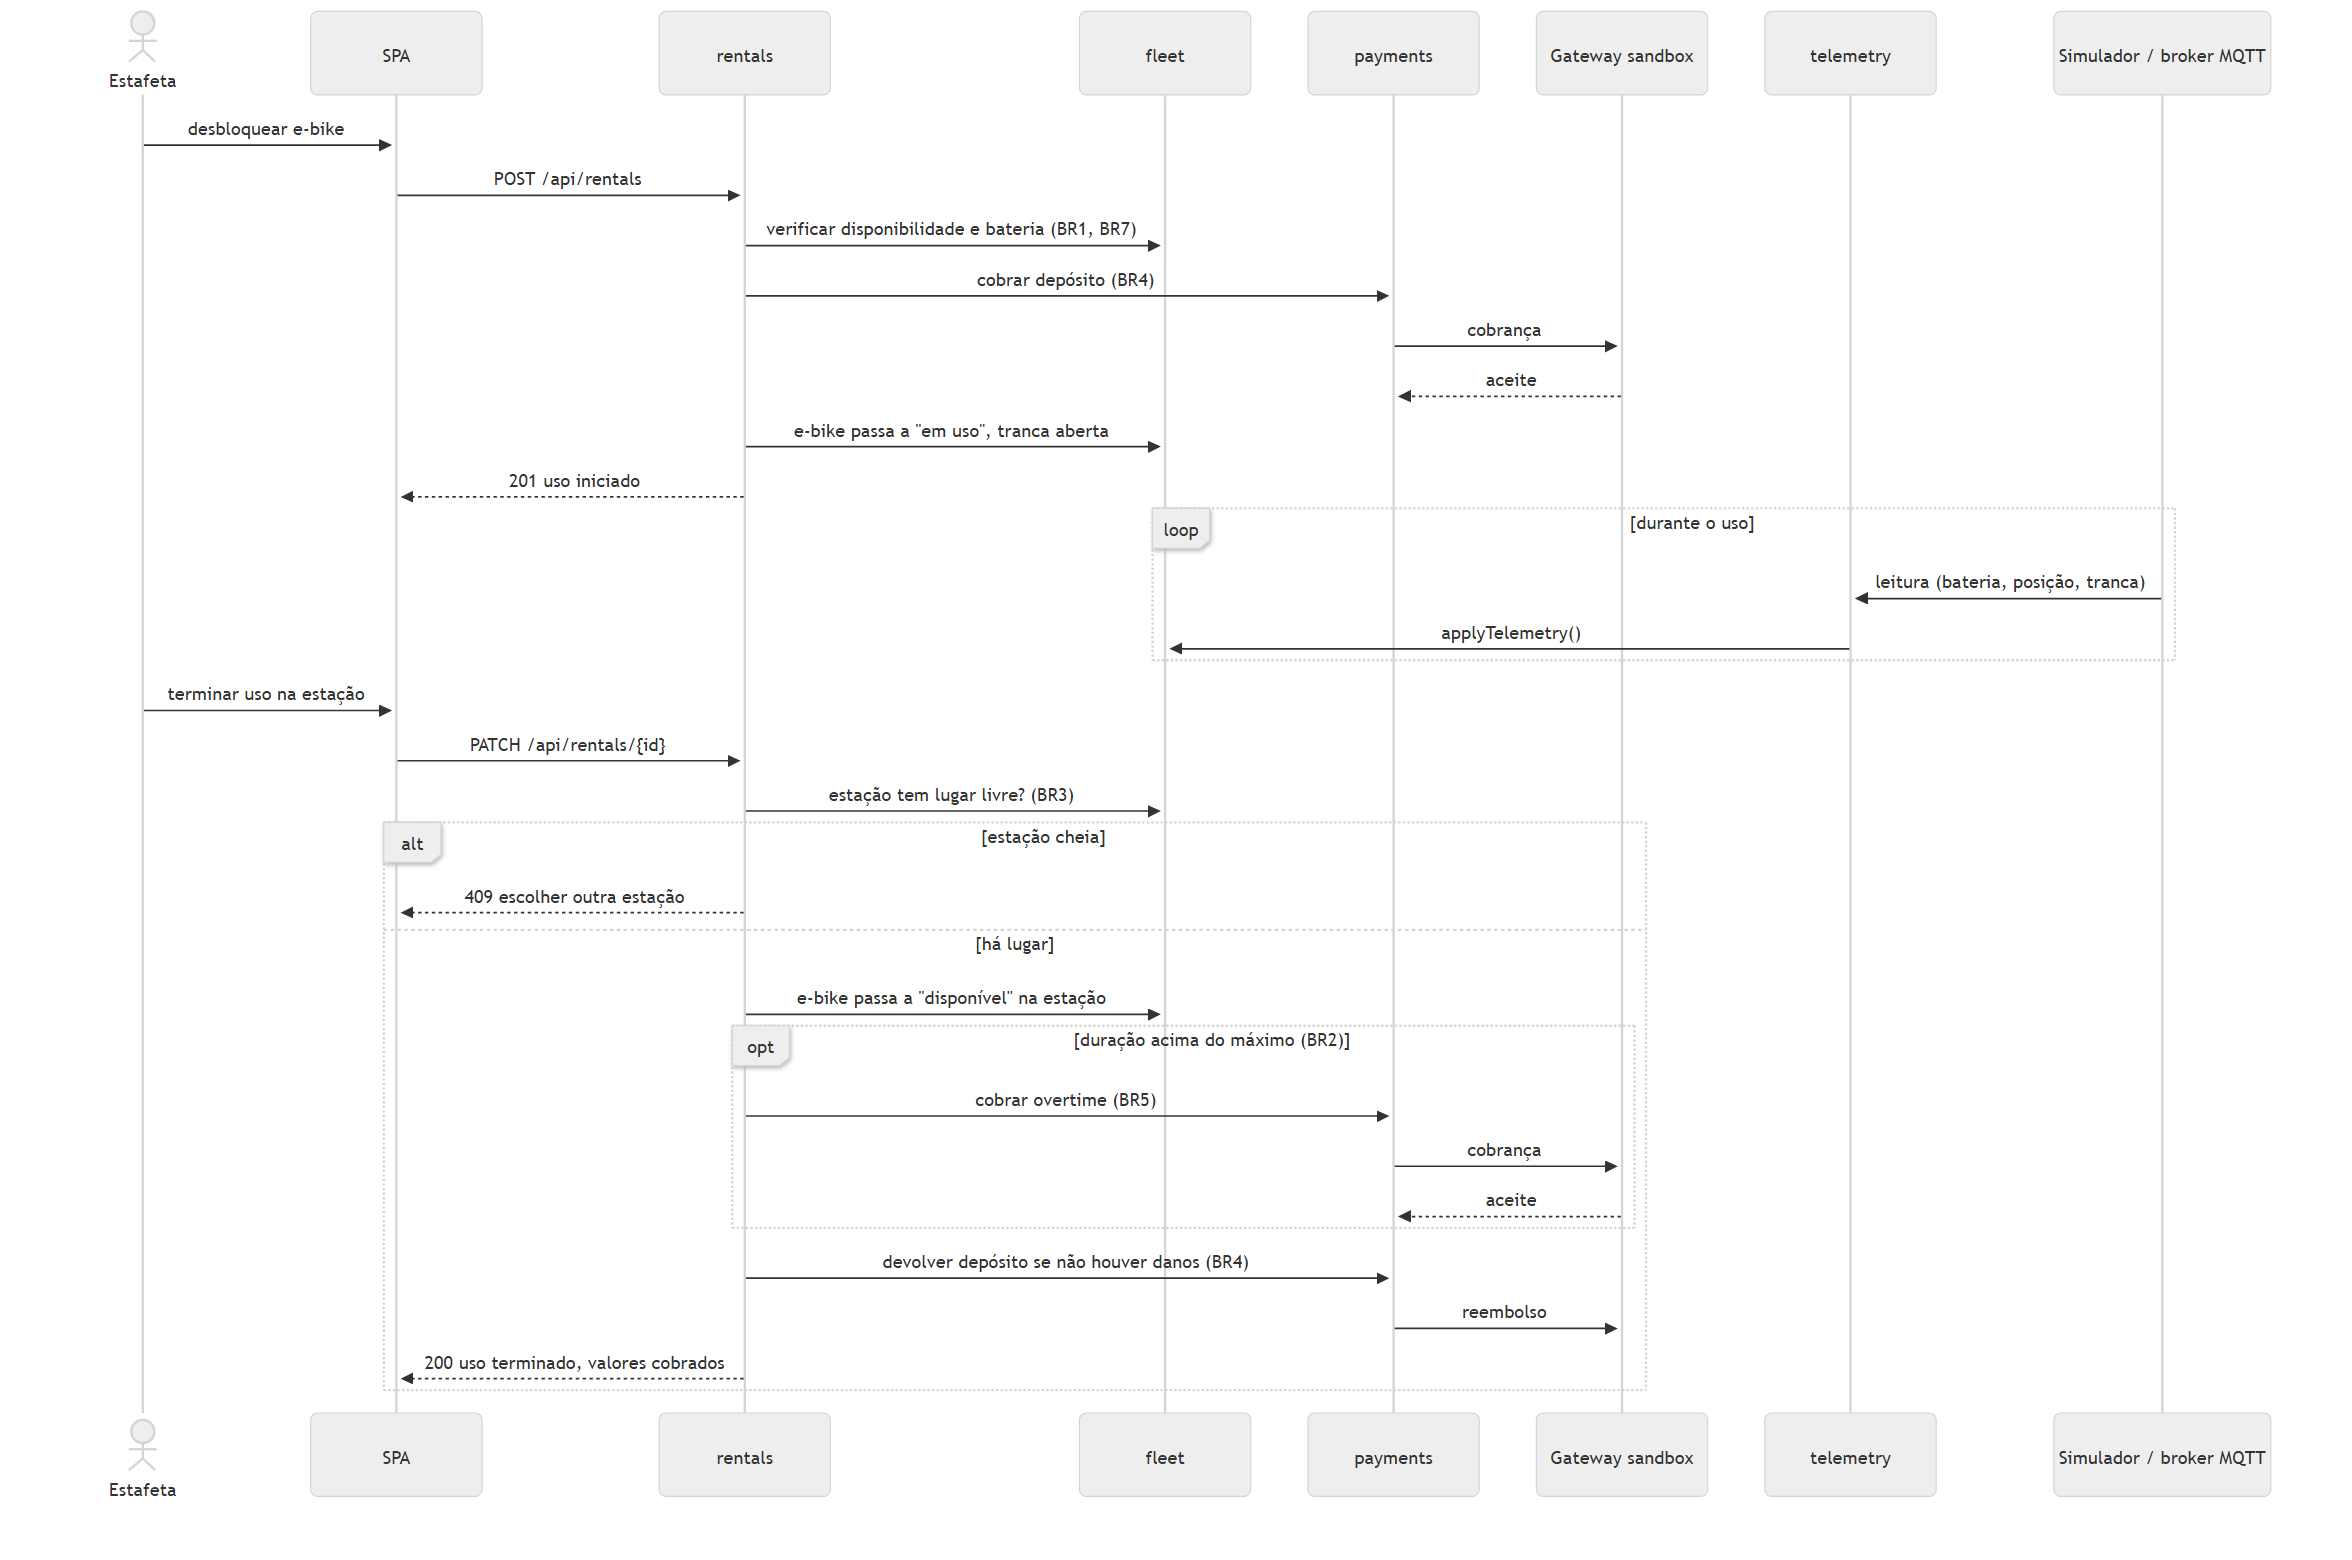 Estafeta
SPA
rentals
fleet
payments
Gateway sandbox
telemetry
Simulador / broker MQTT
desbloquear e-bike
POST /api/rentals
verificar disponibilidade e bateria (BR1, BR7)
cobrar depósito (BR4)
cobrança
aceite
e-bike passa a "em uso", tranca aberta
201 uso iniciado
loop
[durante o uso]
leitura (bateria, posição, tranca)
applyTelemetry()
terminar uso na estação
PATCH /api/rentals/{id}
estação tem lugar livre? (BR3)
alt
[estação cheia]
409 escolher outra estação
[há lugar]
e-bike passa a "disponível" na estação
opt
[duração acima do máximo (BR2)]
cobrar overtime (BR5)
cobrança
aceite
devolver depósito se não houver danos (BR4)
reembolso
200 uso terminado, valores cobrados
Estafeta
SPA
rentals
fleet
payments
Gateway sandbox
telemetry
Simulador / broker MQTT